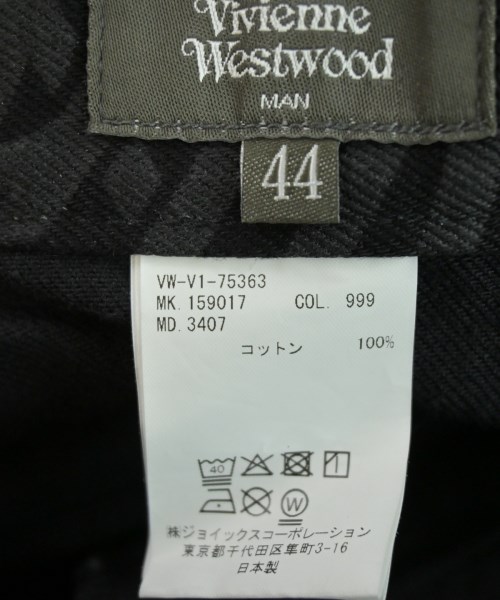 Vivienne
Westwood
MAN
44
VW-V1-75363
MK. 159017 COL. 999
MD. 3407
コットン 100%
40
W
㈱ジョイックスコーポレーション
東京都千代田区隼町3-16
日本製